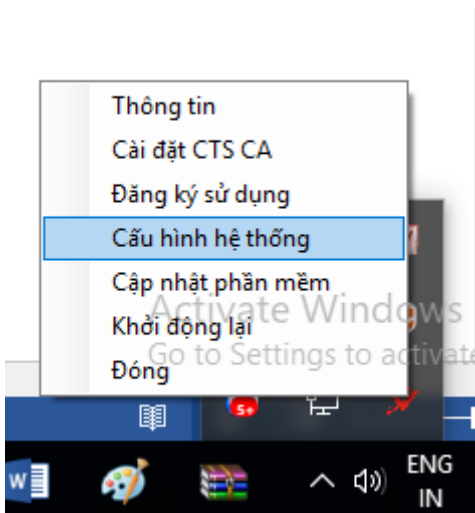 Thông tin
Cài đặt CTS CA
Đăng ký sử dụng
Cấu hình hệ thống
Cập nhật phần mềm
Activate Windows
Khởi động lại
Go to Settings to activate
Đóng
5+
W
ENG
IN